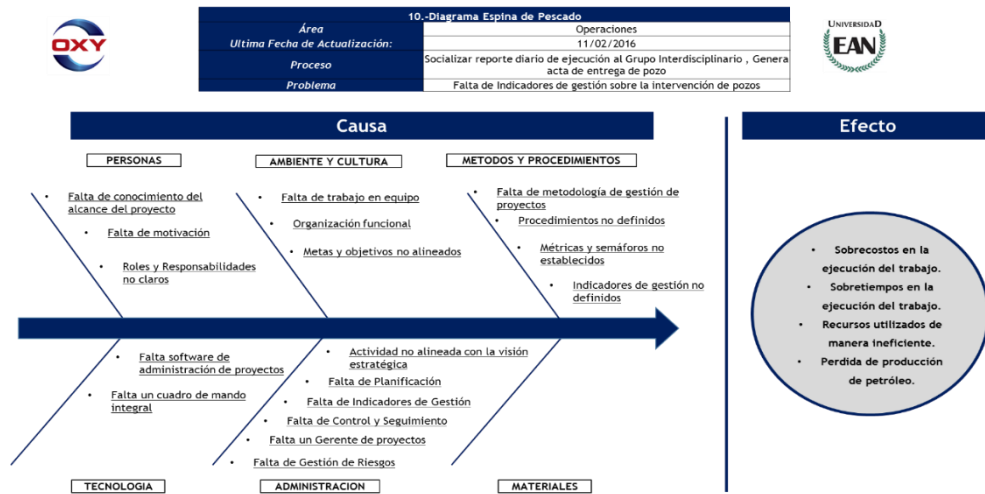 OXY
10.-Diagrama Espina de Pescado
Área
Operaciones
Ultima Fecha de Actualización:
11/02/2016
Proceso
Socializar reporte diario de ejecución al Grupo Interdisciplinario , Genera
acta de entrega de pozo
Problema
Falta de Indicadores de gestión sobre la intervención de pozos
UNIVERSIDAD
EAN
Causa
Efecto
PERSONAS
AMBIENTE Y CULTURA
METODOS Y PROCEDIMIENTOS
• Falta de conocimiento del
alcance del proyecto
• Falta de motivación
• Roles y Responsabilidades
no claros
• Falta de trabajo en equipo
• Organización funcional
• Metas y objetivos no alineados
• Falta de metodología de gestión de
proyectos
• Procedimientos no definidos
• Métricas y semáforos no
establecidos
• Indicadores de gestión no
definidos
• Sobrecostos en la
ejecución del trabajo.
• Sobretiempos en la
ejecución del trabajo.
• Recursos utilizados de
manera ineficiente.
• Perdida de producción
de petróleo.
• Falta software de
administración de proyectos
• Falta un cuadro de mando
integral
• Actividad no alineada con la visión
estratégica
• Falta de Planificación
• Falta de Indicadores de Gestión
• Falta de Control y Seguimiento
• Falta un Gerente de proyectos
• Falta de Gestión de Riesgos
TECNOLOGIA
ADMINISTRACION
MATERIALES